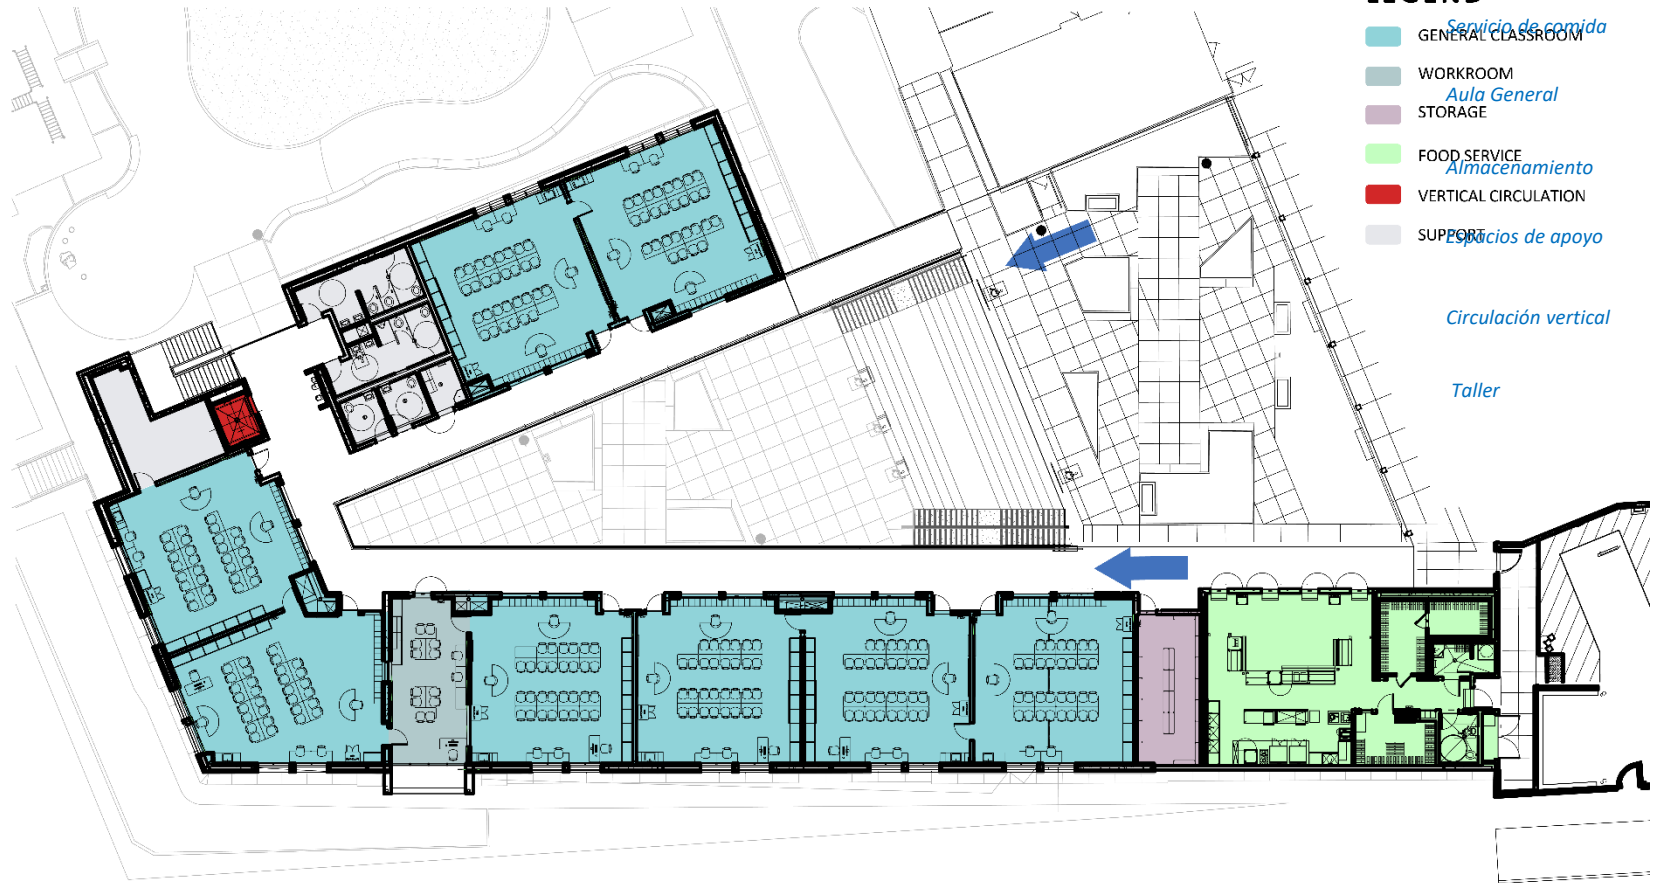 LEGEND
Servicio de comida
GENERAL CLASSROOM
WORKROOM
Aula General
STORAGE
FOOD SERVICE
Almacenamiento
VERTICAL CIRCULATION
SUPPORT
Espacios de apoyo
Circulación vertical
Taller